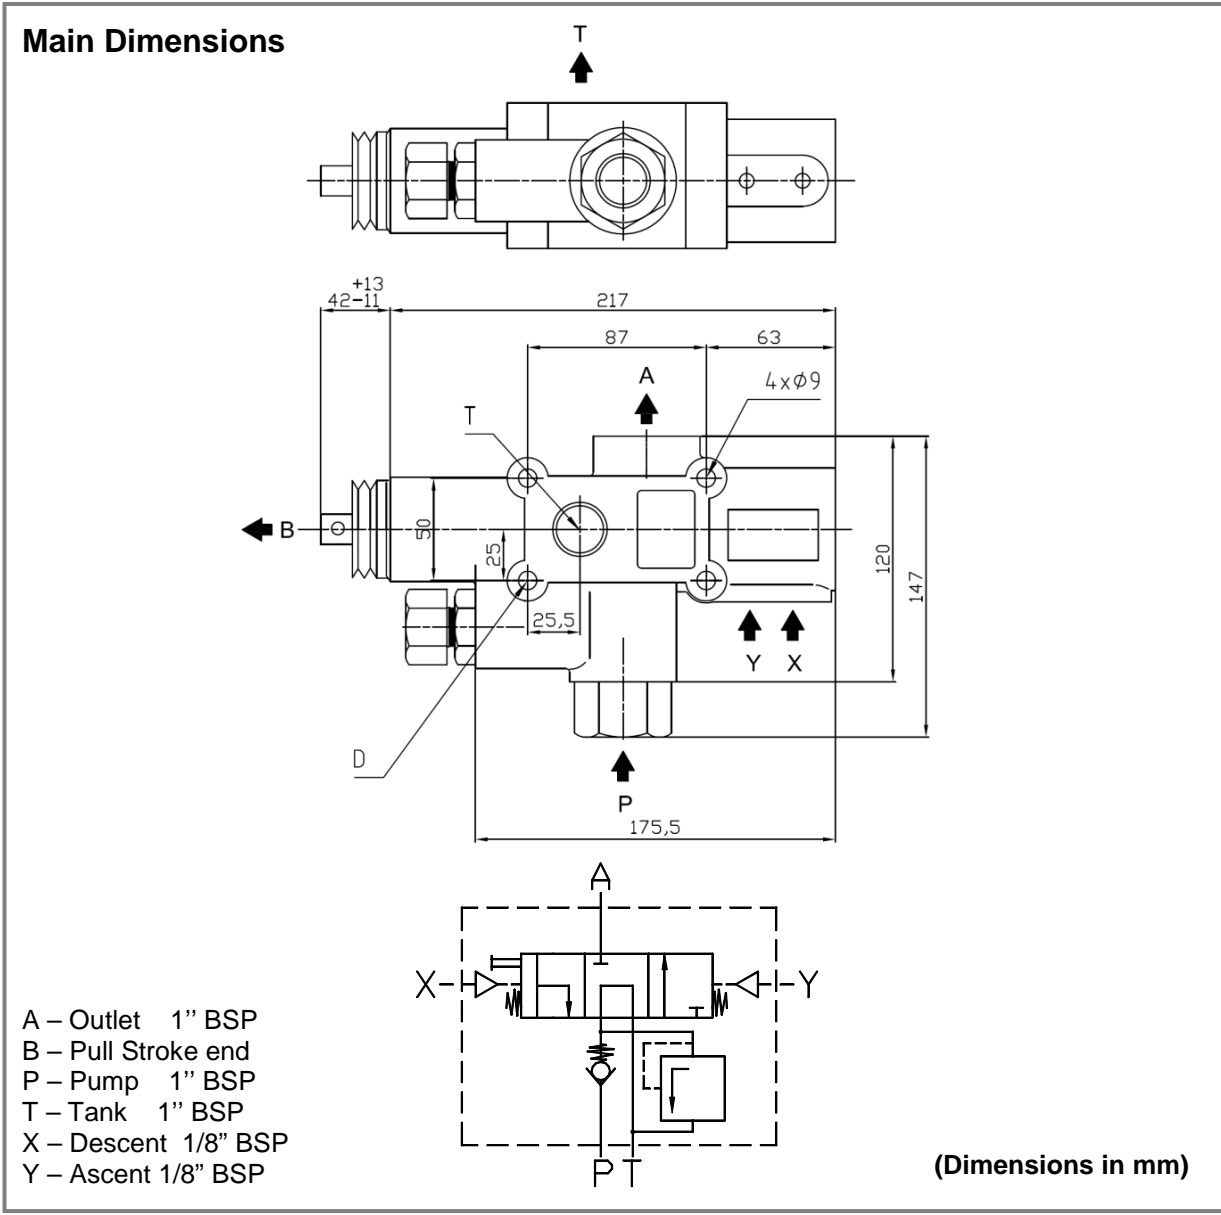 Main Dimensions
T
+13
42-11
217
87
63
A
4xØ9
T
B
50
25
25,5
120
147
Y X
D
P
175,5
A
X
Y
P T
A – Outlet 1’’ BSP
B – Pull Stroke end
P – Pump 1’’ BSP
T – Tank 1’’ BSP
X – Descent 1/8” BSP
Y – Ascent 1/8” BSP
(Dimensions in mm)